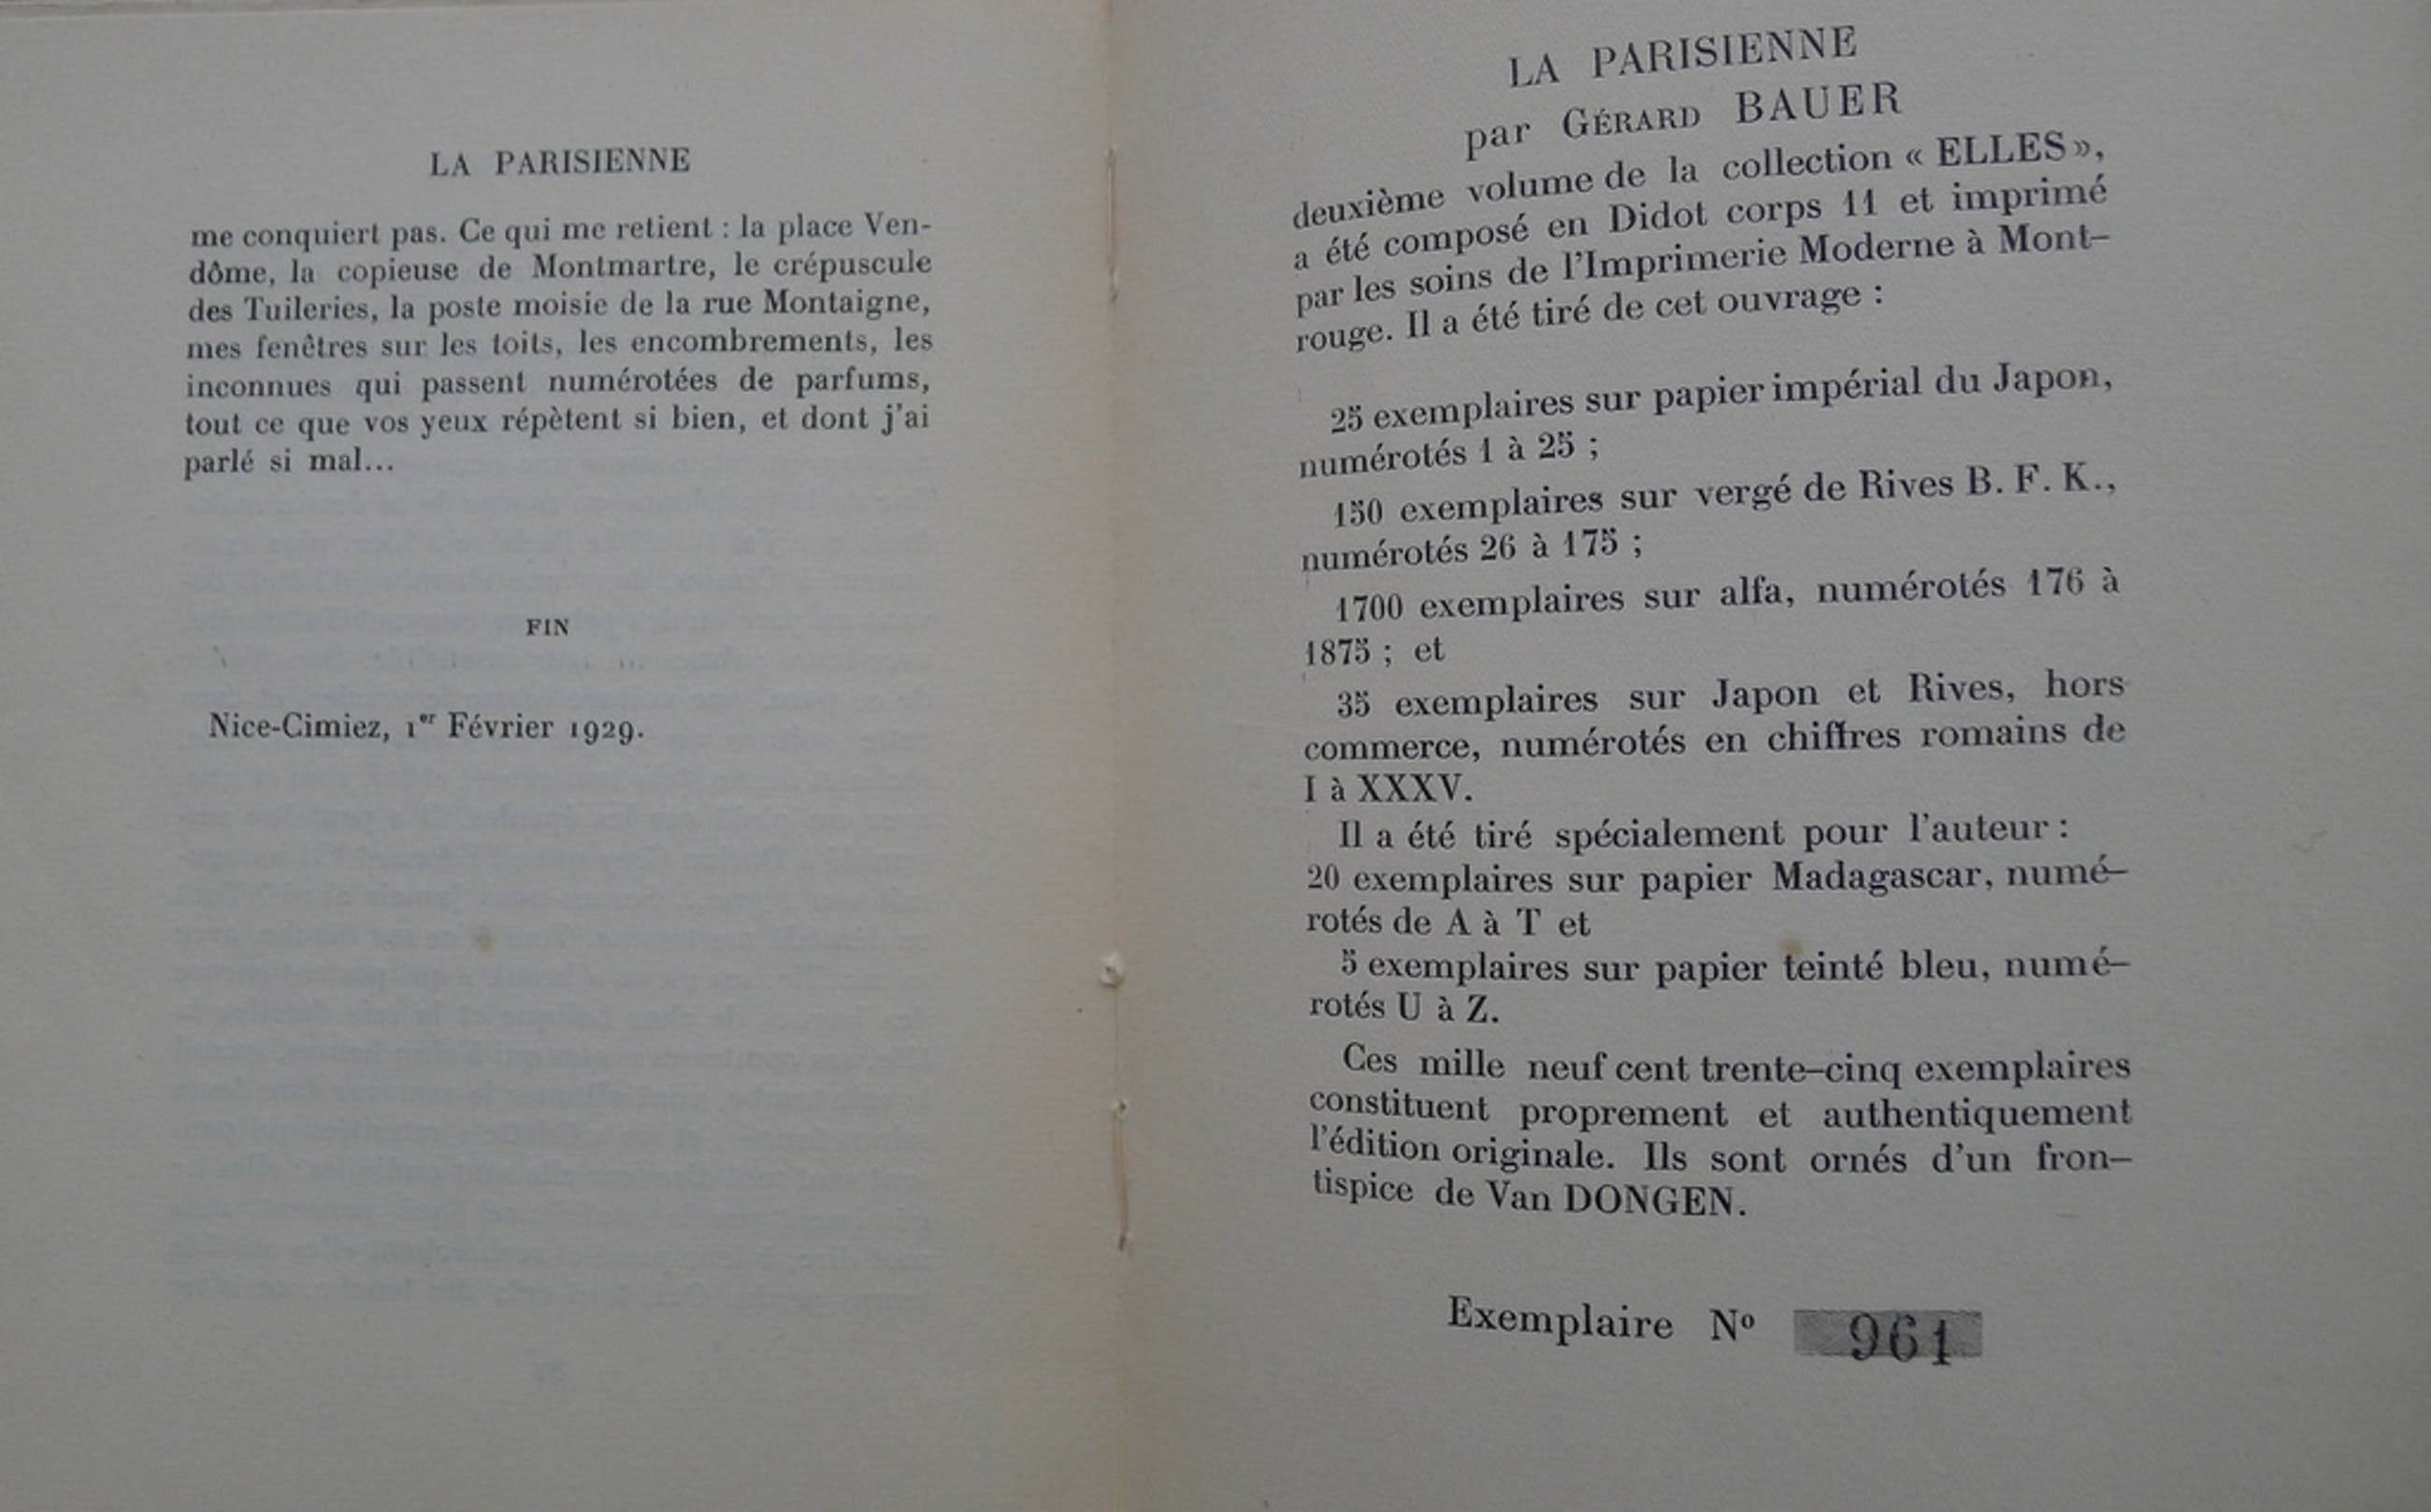 LA PARISIENNE
me conquiert pas. Ce qui me retient : la place Ven-
dôme, la copieuse de Montmartre, le crépuscule
des Tuileries, la poste moisie de la rue Montaigne,
mes fenêtres sur les toits, les encombrements, les
inconnues qui passent numérotées de parfums,
tout ce que vos yeux répètent si bien, et dont j'ai
parlé si mal...
FIN
Nice-Cimiez, 1er Février 1929.
LA PARISIENNE
par GÉRARD BAUER
deuxième volume de la collection « ELLES »,
a été composé en Didot corps 11 et imprimé
par les soins de l'Imprimerie Moderne à Mont-
rouge. Il a été tiré de cet ouvrage :
25 exemplaires sur papier impérial du Japon,
numérotés 1 à 25 ;
150 exemplaires sur vergé de Rives B. F. K.,
numérotés 26 à 175 ;
1700 exemplaires sur alfa, numérotés 176 à
1875 ; et
35 exemplaires sur Japon et Rives, hors
commerce, numérotés en chiffres romains de
I à XXXV.
Il a été tiré spécialement pour l'auteur :
20 exemplaires sur papier Madagascar, numé-
rotés de A à T et
5 exemplaires sur papier teinté bleu, numé-
rotés U à Z.
Ces mille neuf cent trente-cinq exemplaires
constituent proprement et authentiquement
l'édition originale. Ils sont ornés d'un fron-
tispice de Van DONGEN.
Exemplaire Nº 961